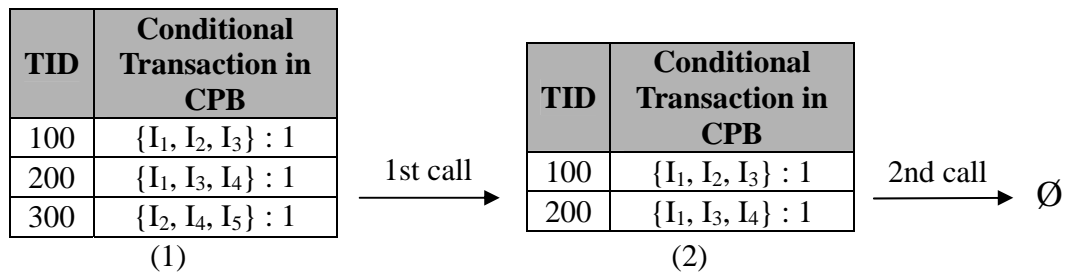 TID Conditional Transaction in CPB
100 {I₁, I₂, I₃} : 1
200 {I₁, I₃, I₄} : 1
300 {I₂, I₄, I₅} : 1
(1)
1st call
TID Conditional Transaction in CPB
100 {I₁, I₂, I₃} : 1
200 {I₁, I₃, I₄} : 1
(2)
2nd call
Ø